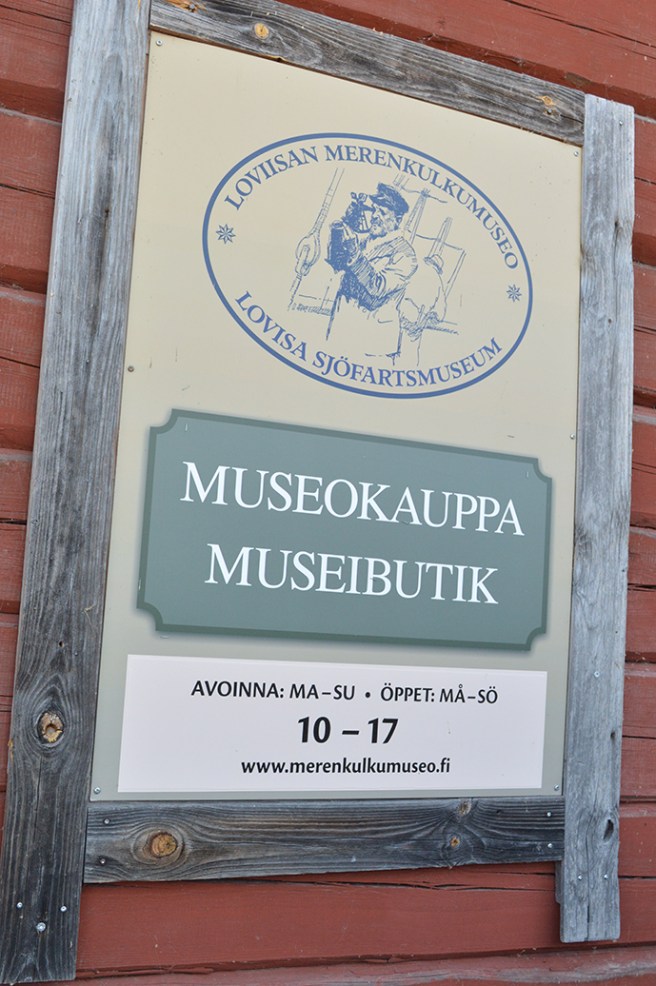 LOVIISAN MERENKULKUMUSEO
LOVISA SJÖFARTSMUSEUM
MUSEOKAUPPA
MUSEIBUTIK
AVOINNA: MA–SU • ÖPPET: MÅ–SÖ
10 – 17
www.merenkulkumuseo.fi